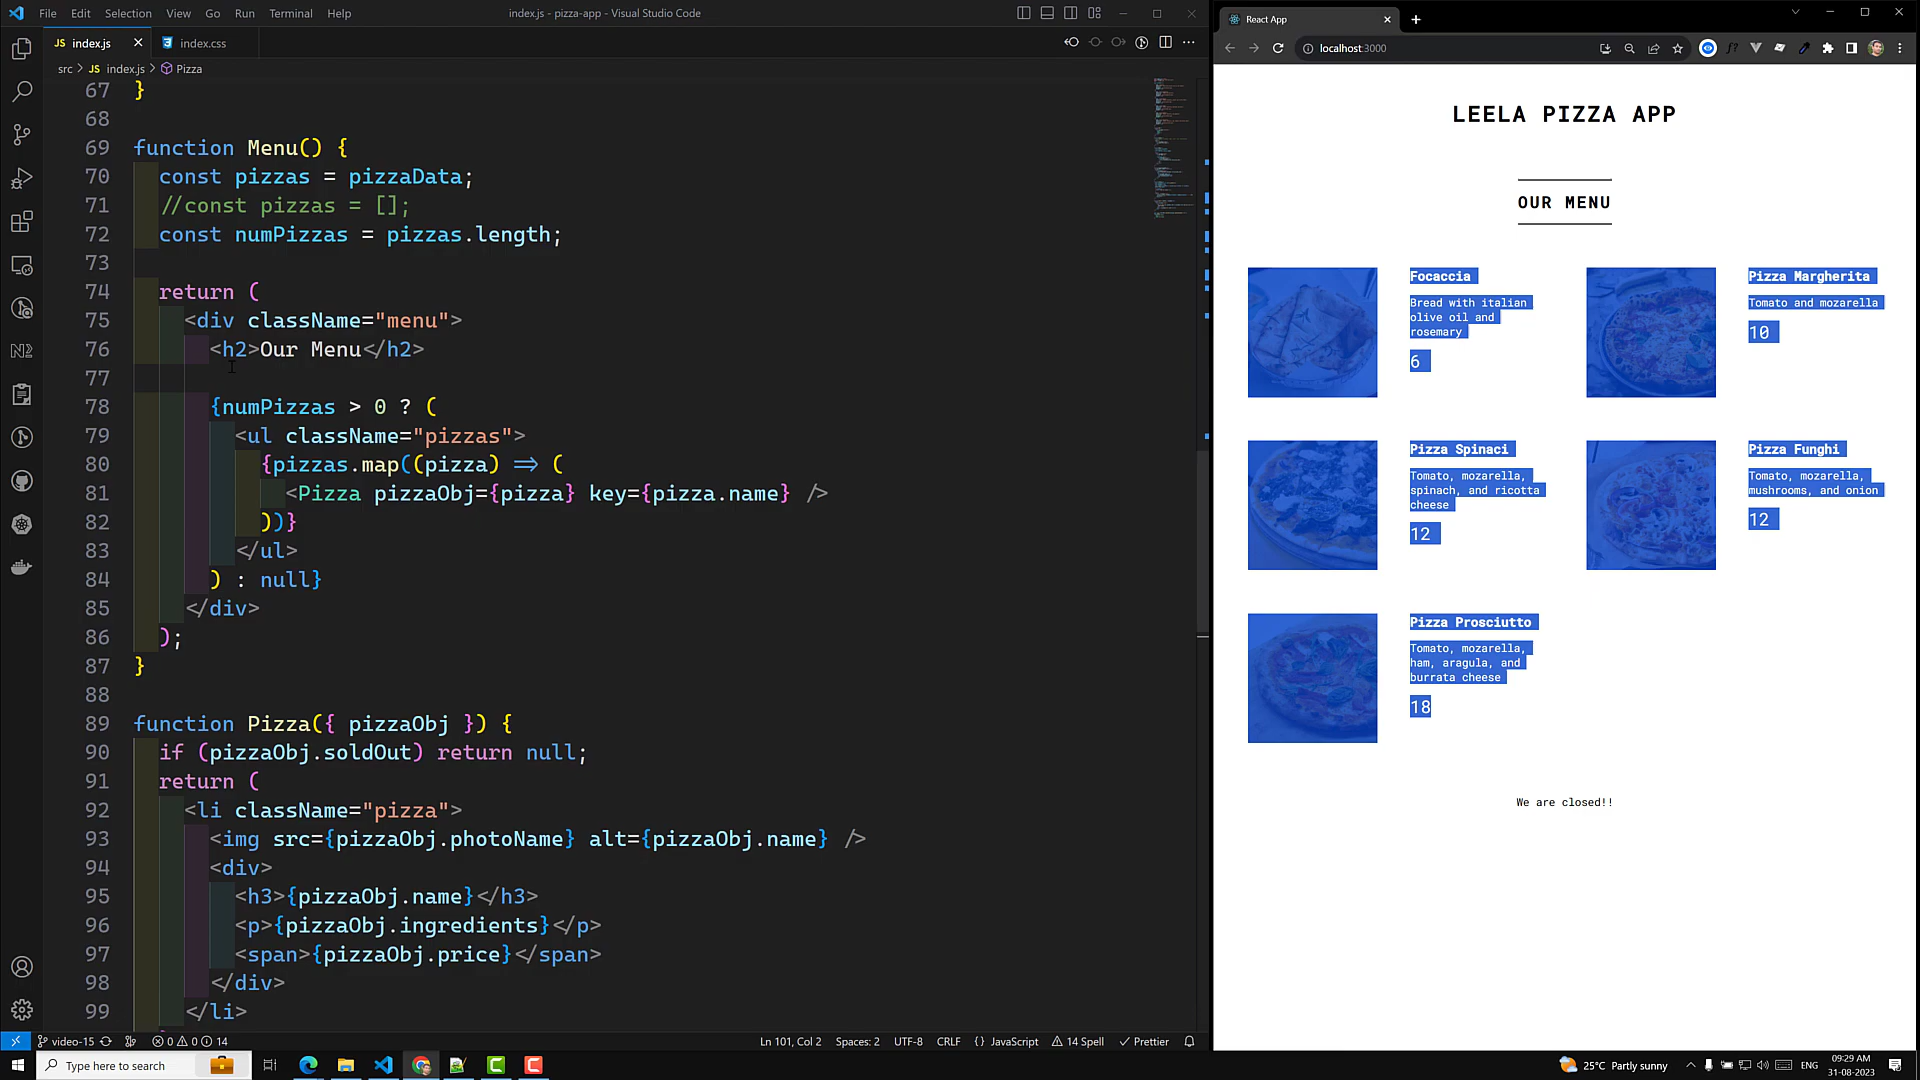 File Edit Selection View Go Run Terminal Help
index.js - pizza-app - Visual Studio Code
JS index.js
index.css
src > JS index.js > Pizza
67 }
68
69 function Menu() {
70 const pizzas = pizzaData;
71 //const pizzas = [];
72 const numPizzas = pizzas.length;
73
74 return (
75 <div className="menu">
76 <h2>Our Menu</h2>
77
78 {numPizzas > 0 ? (
79 <ul className="pizzas">
80 {pizzas.map((pizza) => (
81 <Pizza pizzaObj={pizza} key={pizza.name} />
82 ))}
83 </ul>
84 ) : null}
85 </div>
86 );
87 }
88
89 function Pizza({ pizzaObj }) {
90 if (pizzaObj.soldOut) return null;
91 return (
92 <li className="pizza">
93 <img src={pizzaObj.photoName} alt={pizzaObj.name} />
94 <div>
95 <h3>{pizzaObj.name}</h3>
96 <p>{pizzaObj.ingredients}</p>
97 <span>{pizzaObj.price}</span>
98 </div>
99 </li>
video-15 0 0 14
Ln 101, Col 2 Spaces: 2 UTF-8 CRLF {} JavaScript 14 Spell Prettier
React App
localhost:3000
LEELA PIZZA APP
OUR MENU
Focaccia
Bread with italian
olive oil and
rosemary
6
Pizza Margherita
Tomato and mozarella
10
Pizza Spinaci
Tomato, mozarella,
spinach, and ricotta
cheese
12
Pizza Funghi
Tomato, mozarella,
mushrooms, and onion
12
Pizza Prosciutto
Tomato, mozarella,
ham, aragula, and
burrata cheese
18
We are closed!!
Type here to search
25°C Partly sunny
ENG
09:29 AM
31-08-2023